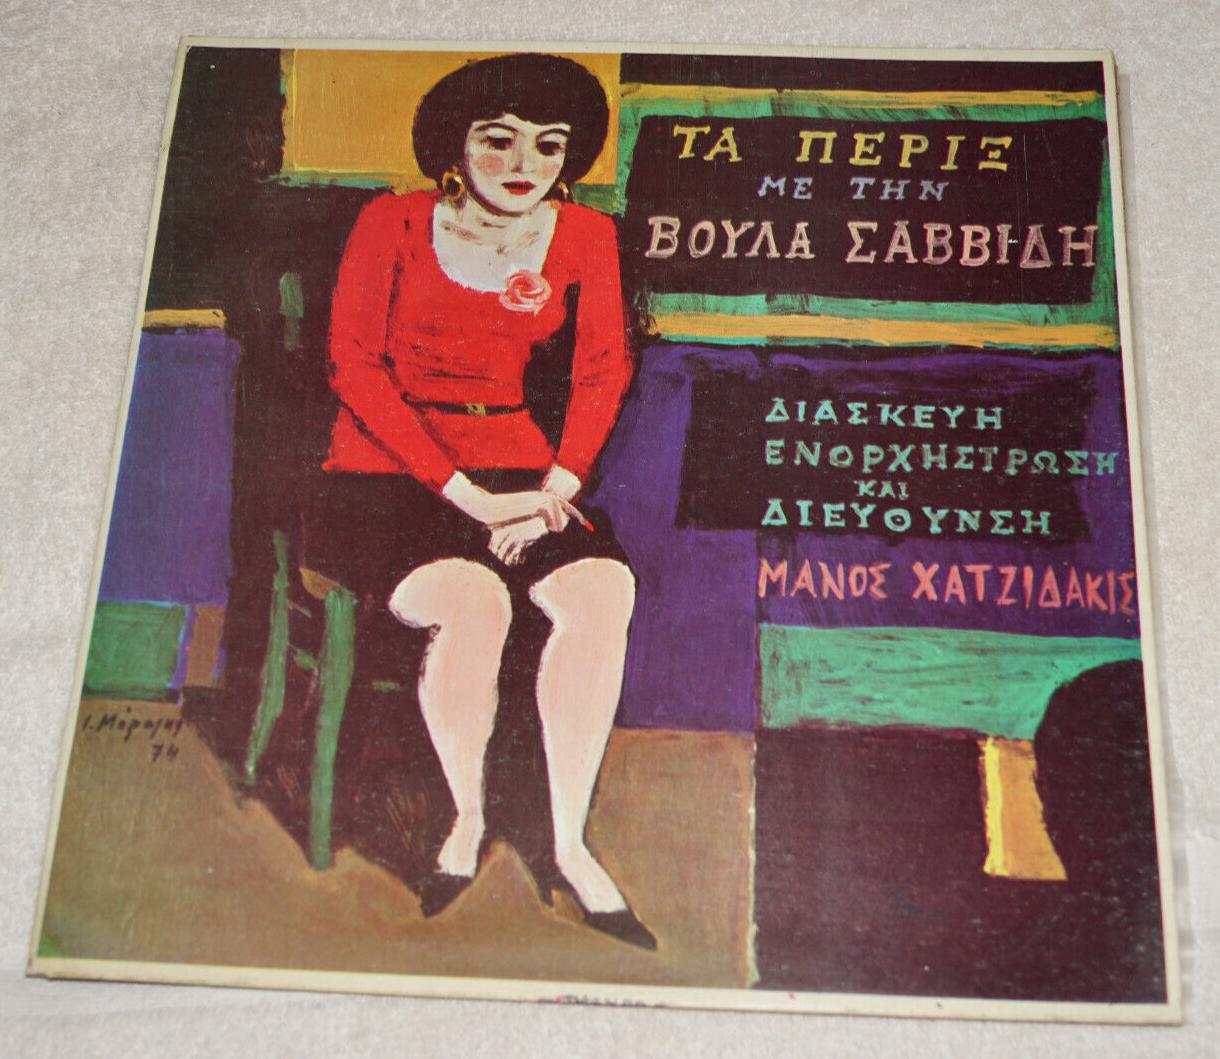 ΤΑ ΠΕΡΙΞ
ΜΕ ΤΗΝ
ΒΟΥΛΑ ΣΑΒΒΙΔΗ
ΔΙΑΣΚΕΥΗ
ΕΝΟΡΧΗΣΤΡΩΣΗ
ΚΑΙ
ΔΙΕΥΘΥΝΣΗ
ΜΑΝΟΣ ΧΑΤΖΙΔΑΚΙΣ
74